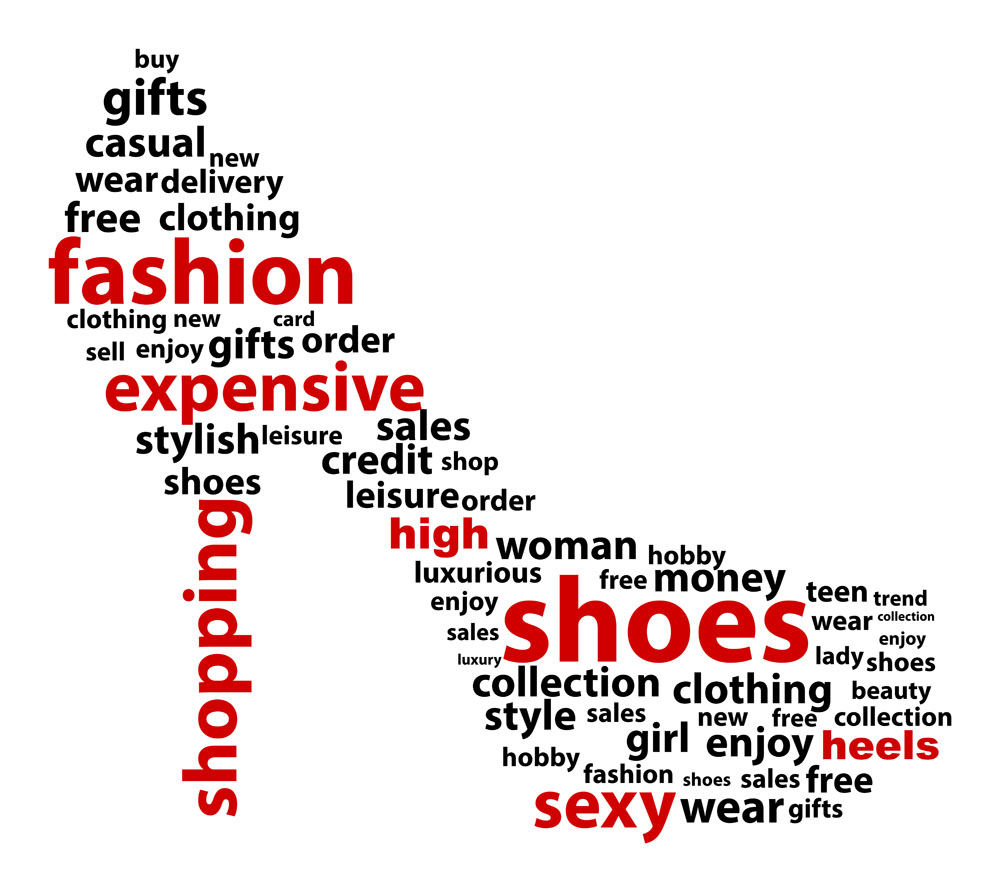 buy
gifts
casual new
wear delivery
free clothing
fashion
clothing new card
sell enjoy gifts order
expensive
stylish leisure sales
credit shop
shoes
leisure order
shopping
high woman hobby
luxurious free money teen trend
enjoy shoes wear collection
sales enjoy
luxury lady shoes
collection clothing beauty
style sales new free collection
girl enjoy heels
hobby fashion shoes sales free
sexy wear gifts